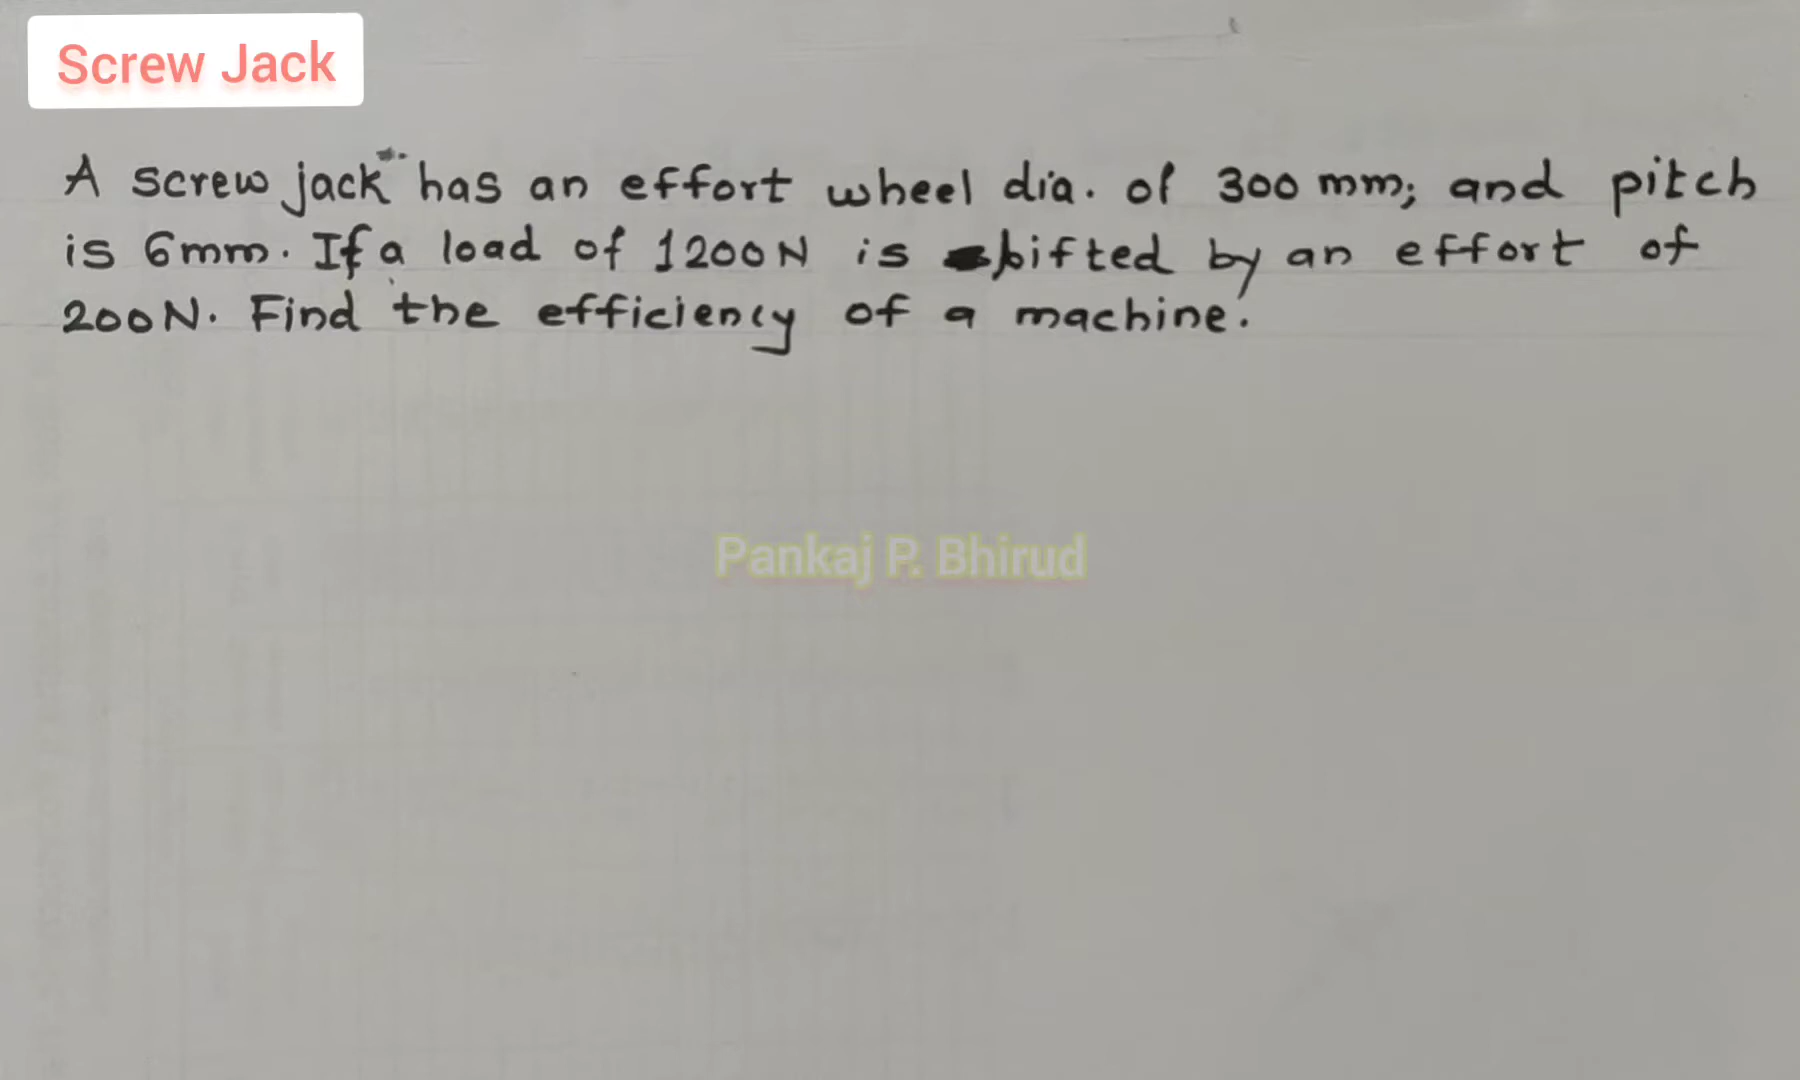 Screw Jack
A screw jack has an effort wheel dia. of 300 mm; and pitch
is 6mm. If a load of 1200N is lifted by an effort of
200N. Find the efficiency of a machine.
Pankaj P. Bhirud